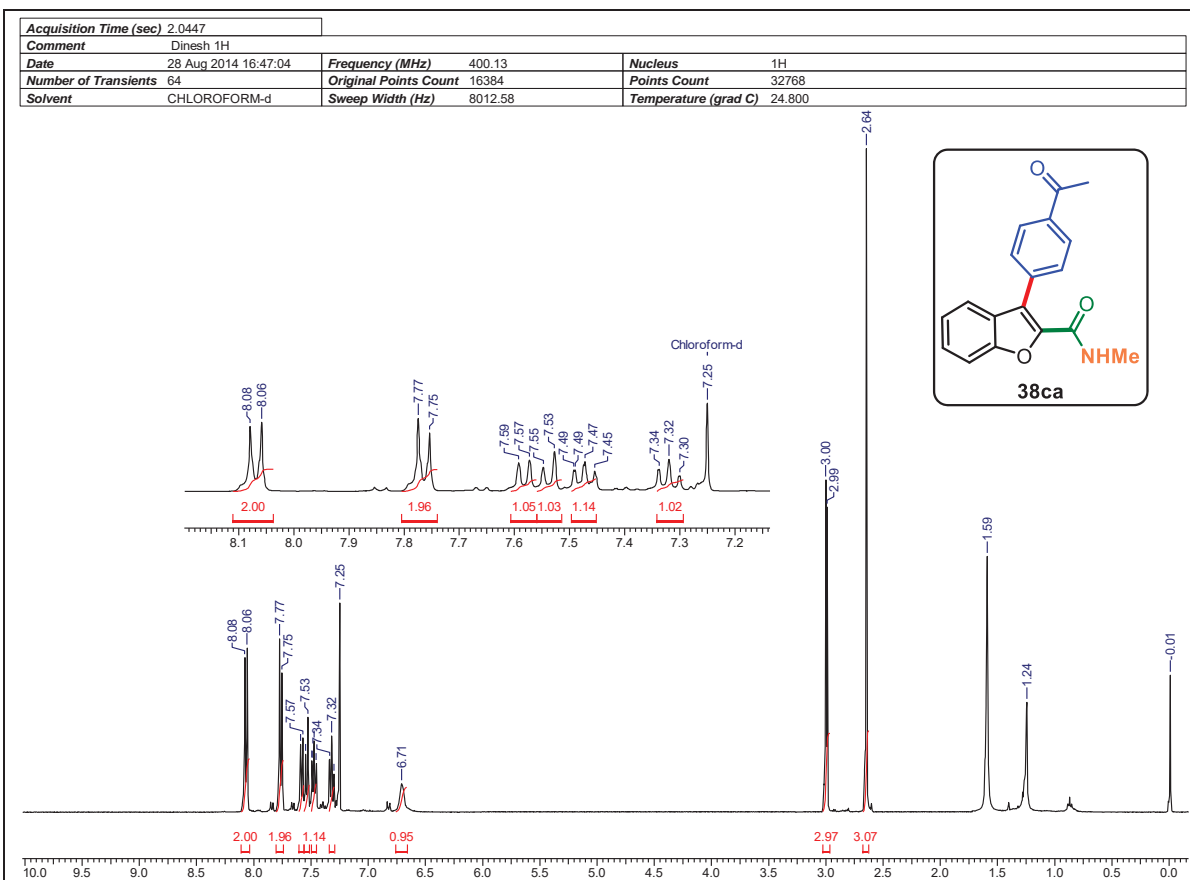 Acquisition Time (sec) 2.0447
Comment Dinesh 1H
Date 28 Aug 2014 16:47:04 Frequency (MHz) 400.13 Nucleus 1H
Number of Transients 64 Original Points Count 16384 Points Count 32768
Solvent CHLOROFORM-d Sweep Width (Hz) 8012.58 Temperature (grad C) 24.800
2.64
O
O
O
NHMe
38ca
Chloroform-d
8.08 8.06 7.77 7.75 7.59 7.57 7.55 7.53 7.49 7.49 7.47 7.45 7.34 7.32 7.30 7.25
2.00 1.96 1.05 1.03 1.14 1.02
8.1 8.0 7.9 7.8 7.7 7.6 7.5 7.4 7.3 7.2
8.08 8.06 7.77 7.75 7.57 7.53 7.34 7.32 7.25 6.71 3.00 2.99 1.59 1.24 -0.01
2.00 1.96 1.14 0.95 2.97 3.07
10.0 9.5 9.0 8.5 8.0 7.5 7.0 6.5 6.0 5.5 5.0 4.5 4.0 3.5 3.0 2.5 2.0 1.5 1.0 0.5 0.0